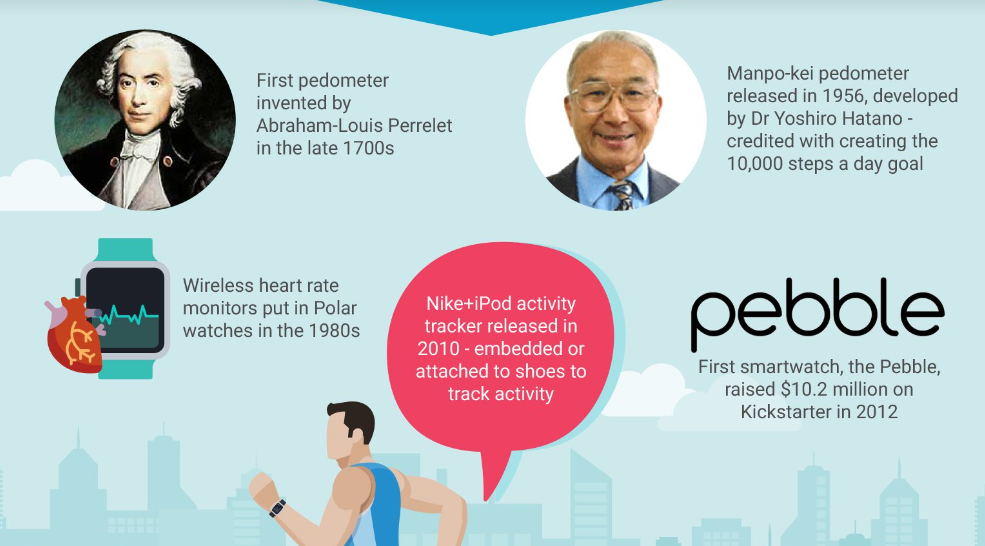 First pedometer
invented by
Abraham-Louis Perrelet
in the late 1700s
Manpo-kei pedometer
released in 1956, developed
by Dr Yoshiro Hatano -
credited with creating the
10,000 steps a day goal
Wireless heart rate
monitors put in Polar
watches in the 1980s
Nike+iPod activity
tracker released in
2010 - embedded or
attached to shoes to
track activity
pebble
First smartwatch, the Pebble,
raised $10.2 million on
Kickstarter in 2012